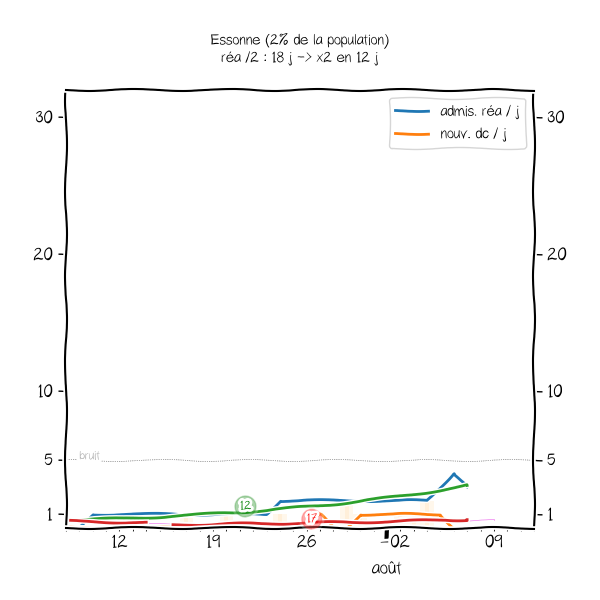 Essonne (2% de la population)
réa /2 : 18 j -> x2 en 12 j
admis. réa / j
nouv. dc / j
30
30
20
20
10
10
5
bruit
5
1
1
12
17
12
19
26
02
09
août